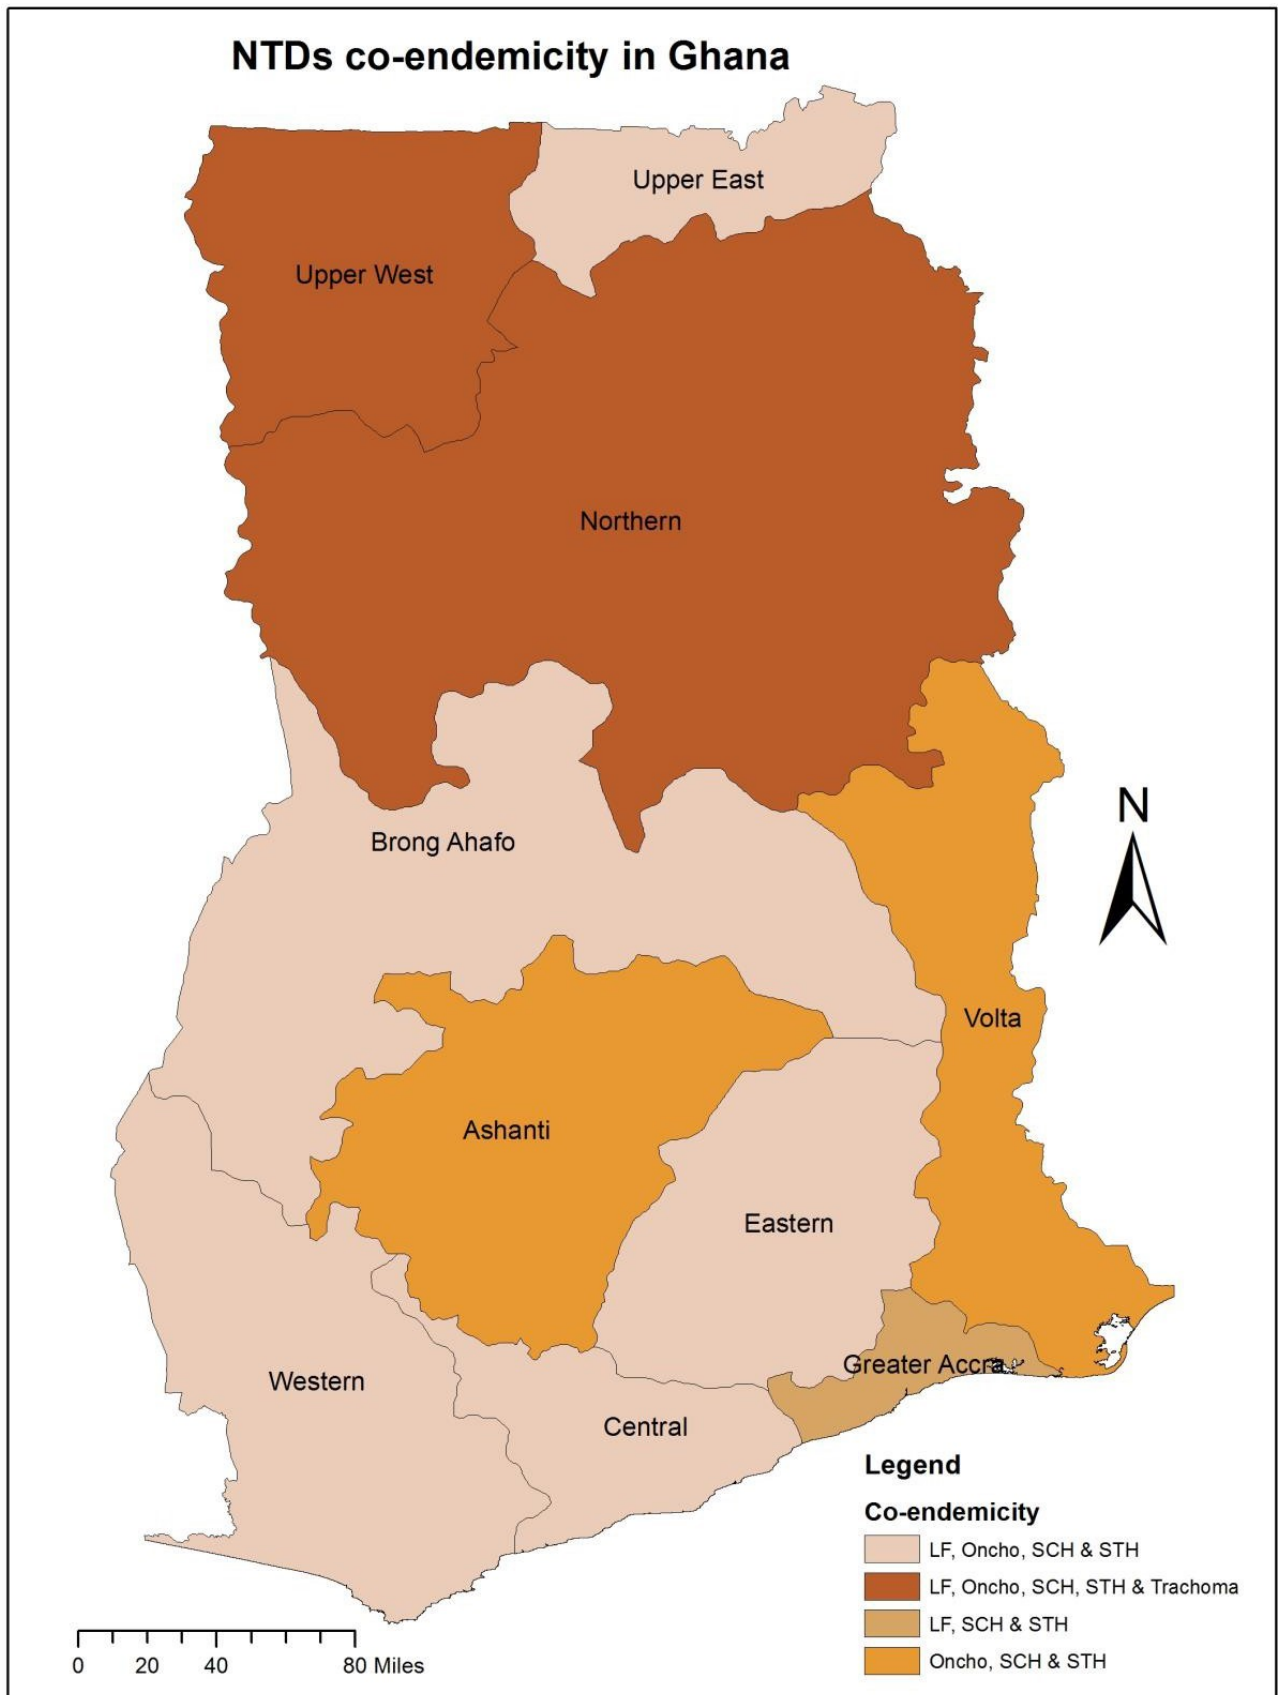 NTDs co-endemicity in Ghana
Upper East
Upper West
Northern
N
Brong Ahafo
Volta
Ashanti
Eastern
Greater Accra
Western
Central
Legend
Co-endemicity
LF, Oncho, SCH & STH
LF, Oncho, SCH, STH & Trachoma
LF, SCH & STH
Oncho, SCH & STH
0 20 40 80 Miles